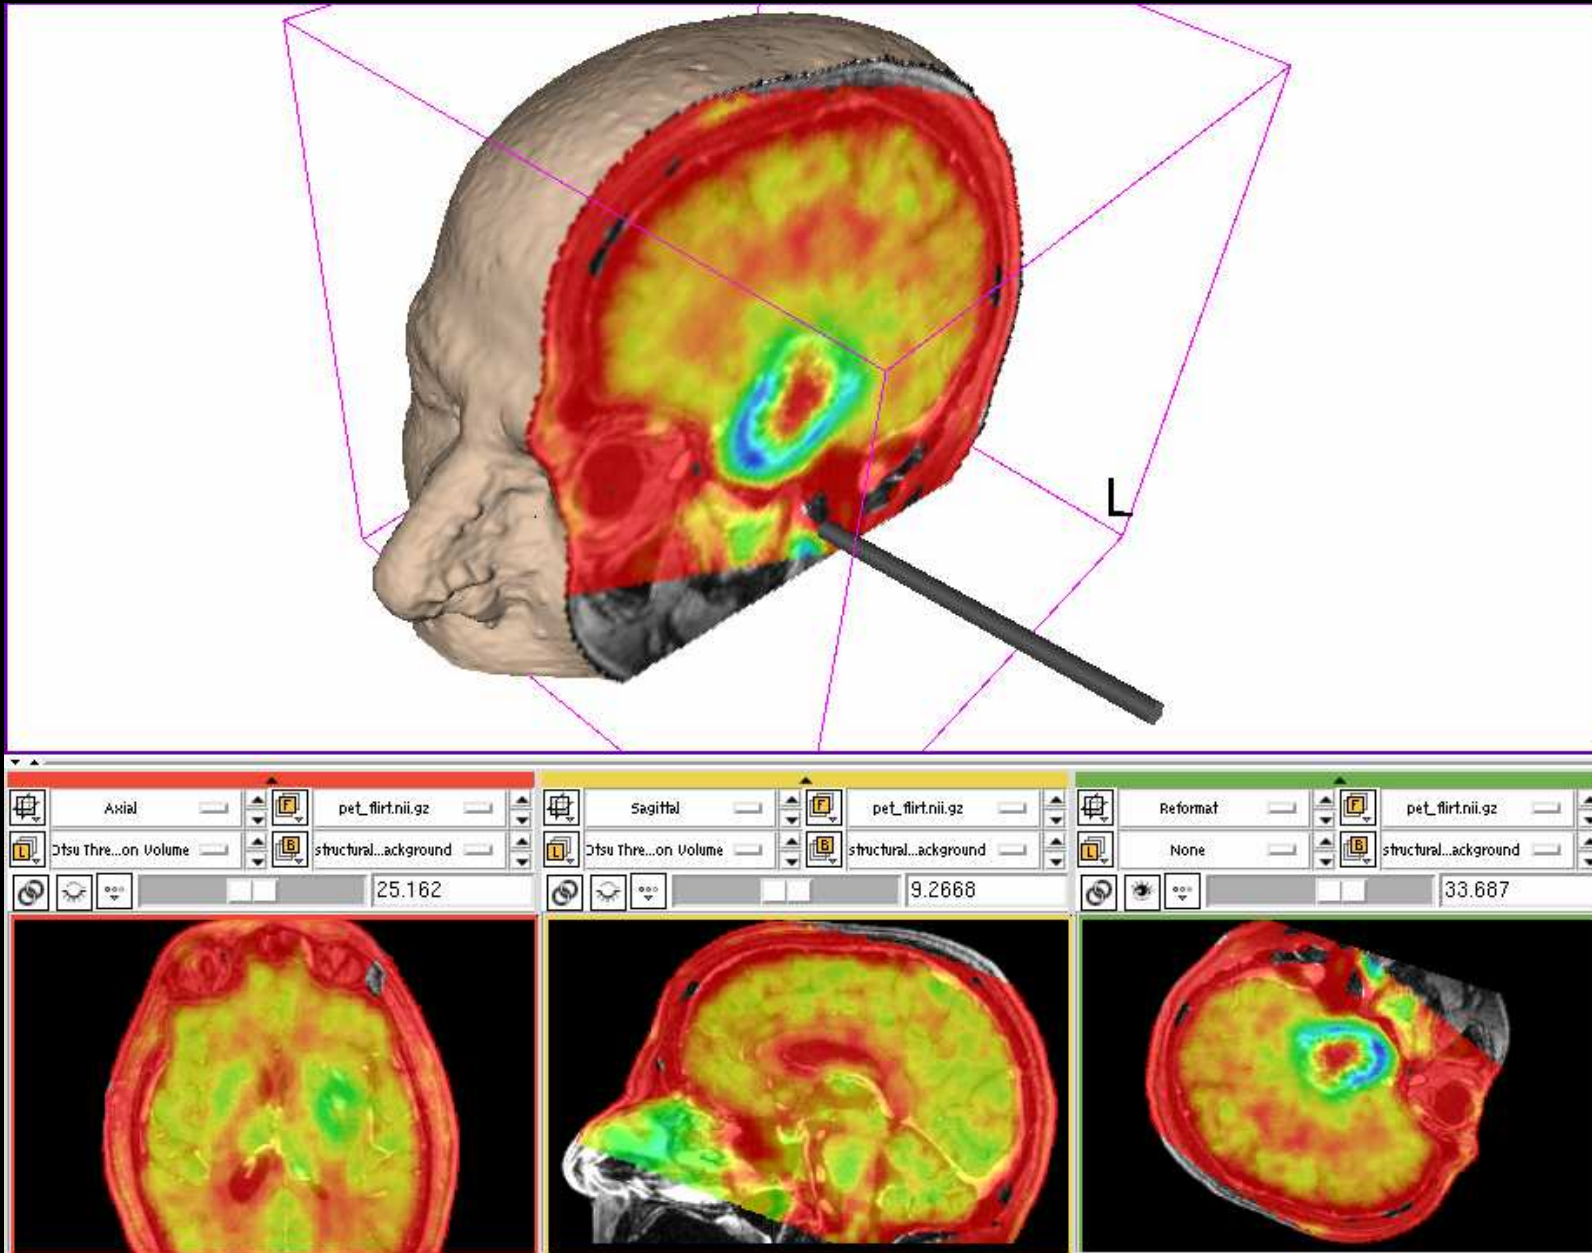 L
Axial
F
pet_flirt.nii.gz
Sagittal
F
pet_flirt.nii.gz
Reformat
F
pet_flirt.nii.gz
L
Otsu Thre...on Volume
B
structural...ackground
L
Otsu Thre...on Volume
B
structural...ackground
L
None
B
structural...ackground
25.162
9.2668
33.687